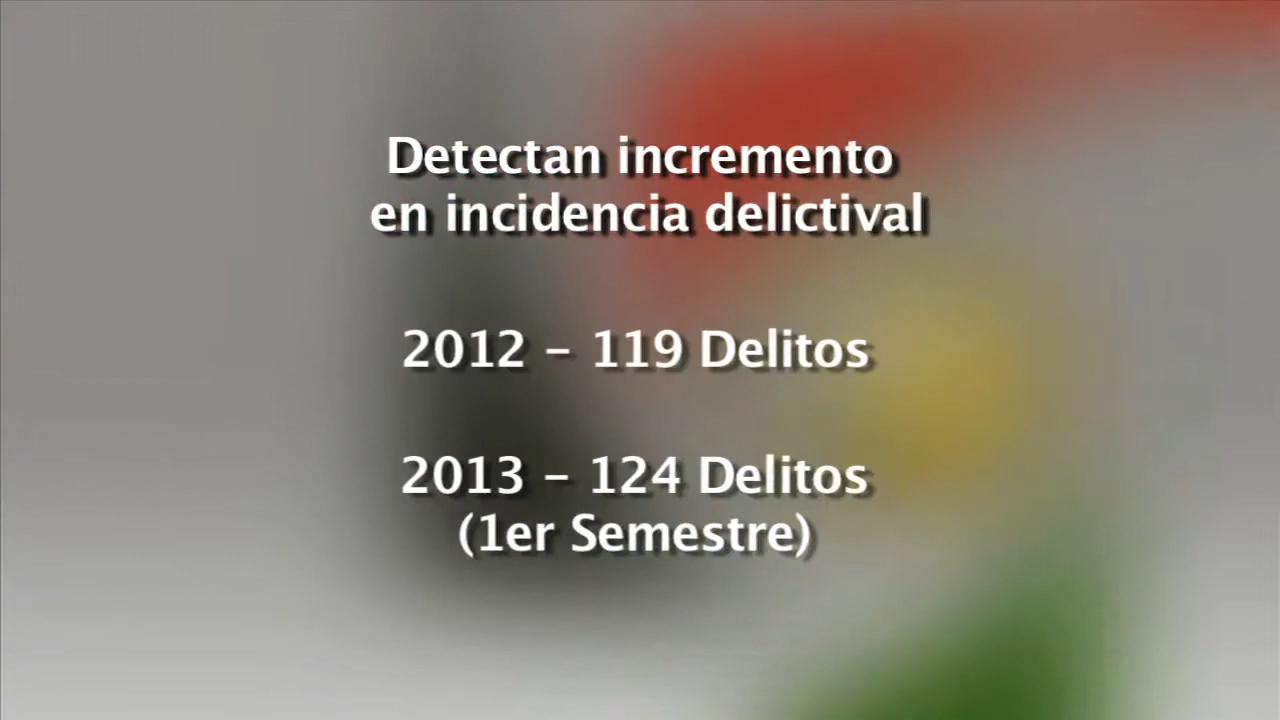 Detectan incremento
en incidencia delictival
2012 - 119 Delitos
2013 - 124 Delitos
(1er Semestre)